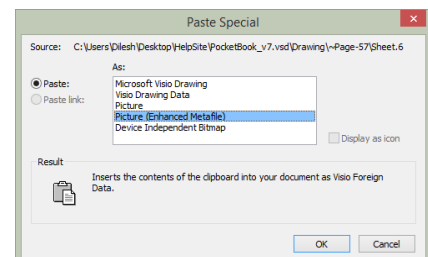 Paste Special
Source: C:\Users\Dilesh\Desktop\HelpSite\PocketBook_v7.vsd\Drawing\~Page-57\Sheet.6
As:
Paste:
Paste link:
Microsoft Visio Drawing
Visio Drawing Data
Picture
Picture (Enhanced Metafile)
Device Independent Bitmap
Display as icon
Result
Inserts the contents of the clipboard into your document as Visio Foreign
Data.
OK Cancel